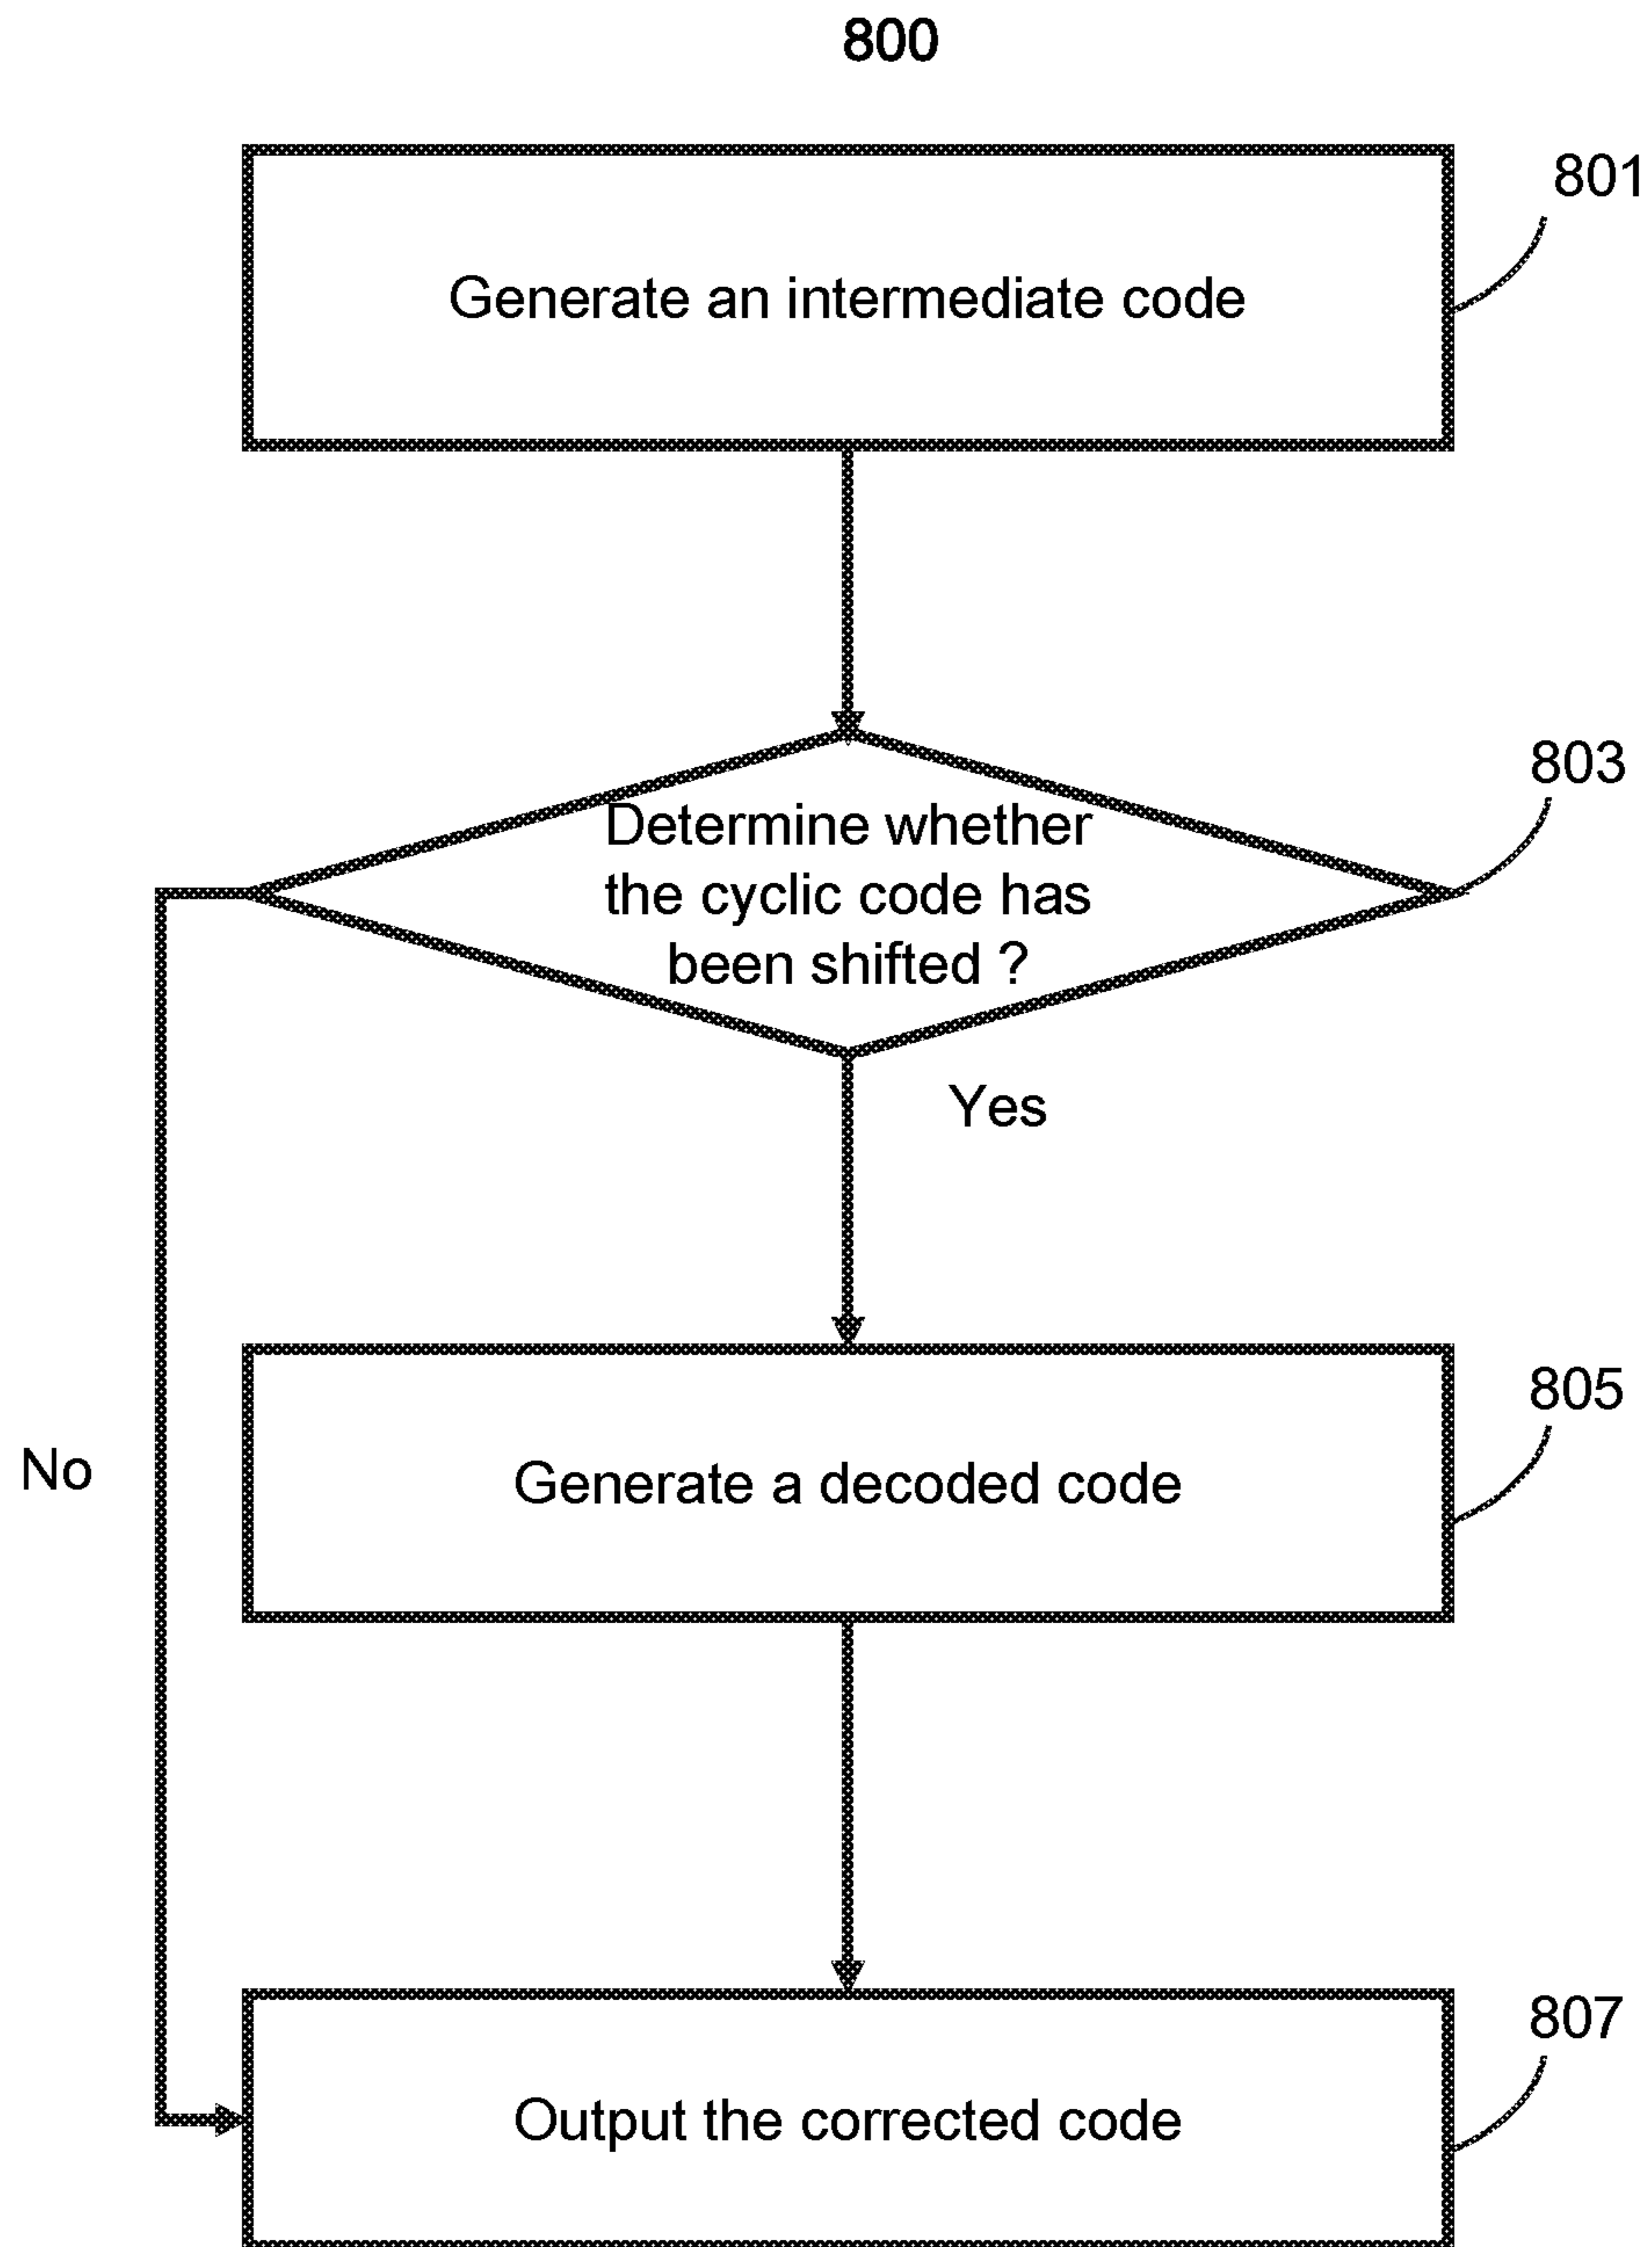 800
801
Generate an intermediate code
803
Determine whether
the cyclic code has
been shifted ?
Yes
805
No
Generate a decoded code
807
Output the corrected code